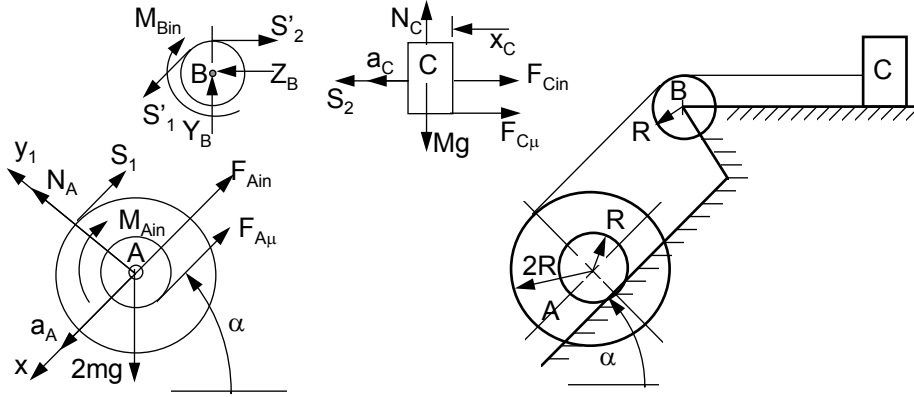 M_Bin
S'_2
B
Z_B
S'_1
Y_B
N_C
x_C
a_C
C
S_2
F_Cin
F_Cμ
Mg
y_1
N_A
S_1
F_Ain
M_Ain
F_Aμ
A
a_A
x
2mg
α
C
B
R
R
2R
A
α